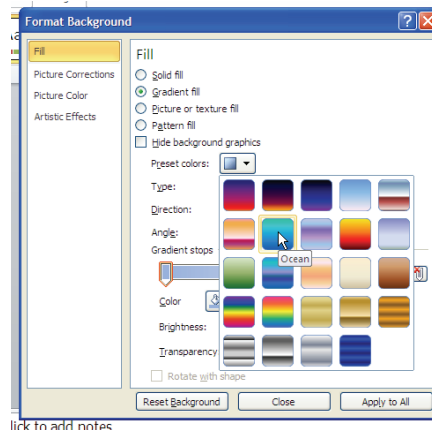 Format Background
Fill
Picture Corrections
Picture Color
Artistic Effects
Fill
Solid fill
Gradient fill
Picture or texture fill
Pattern fill
Hide background graphics
Preset colors:
Type:
Direction:
Angle:
Ocean
Gradient stops
Color
Brightness:
Transparency
Rotate with shape
Reset Background
Close
Apply to All
lick to add notes